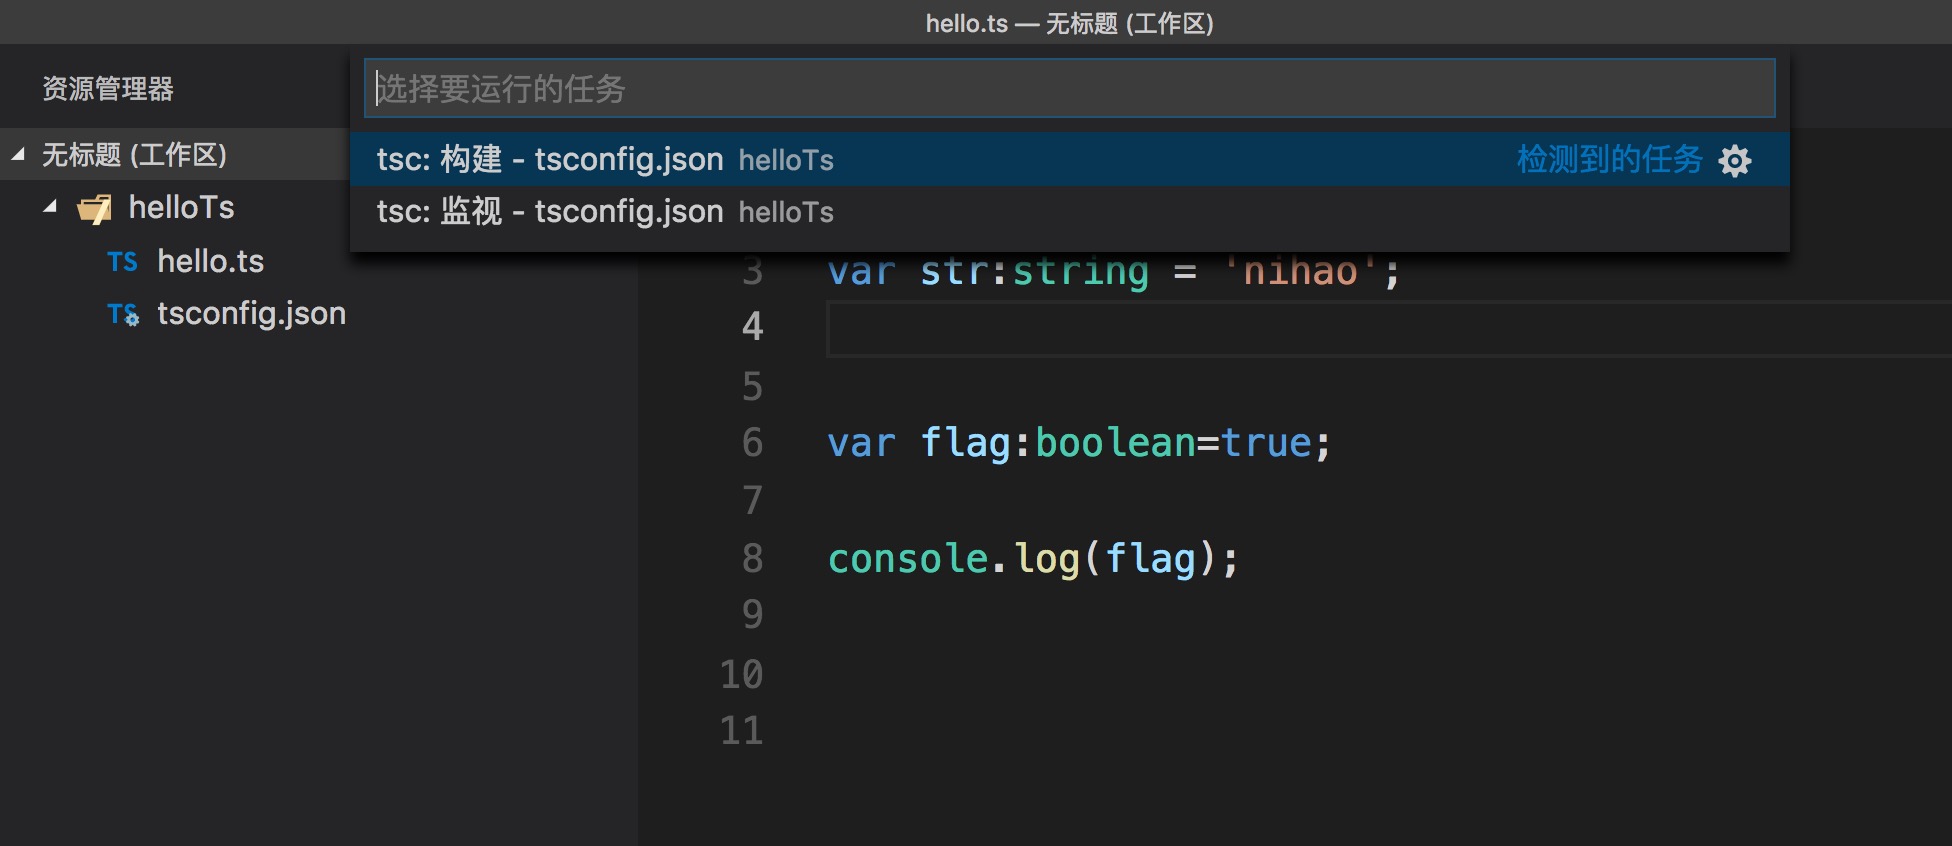 hello.ts — 无标题 (工作区)
资源管理器
选择要运行的任务
无标题 (工作区)
tsc: 构建 - tsconfig.json helloTs 检测到的任务
helloTs
tsc: 监视 - tsconfig.json helloTs
TS hello.ts
TS tsconfig.json
3 var str:string = 'nihao';
4
5
6 var flag:boolean=true;
7
8 console.log(flag);
9
10
11